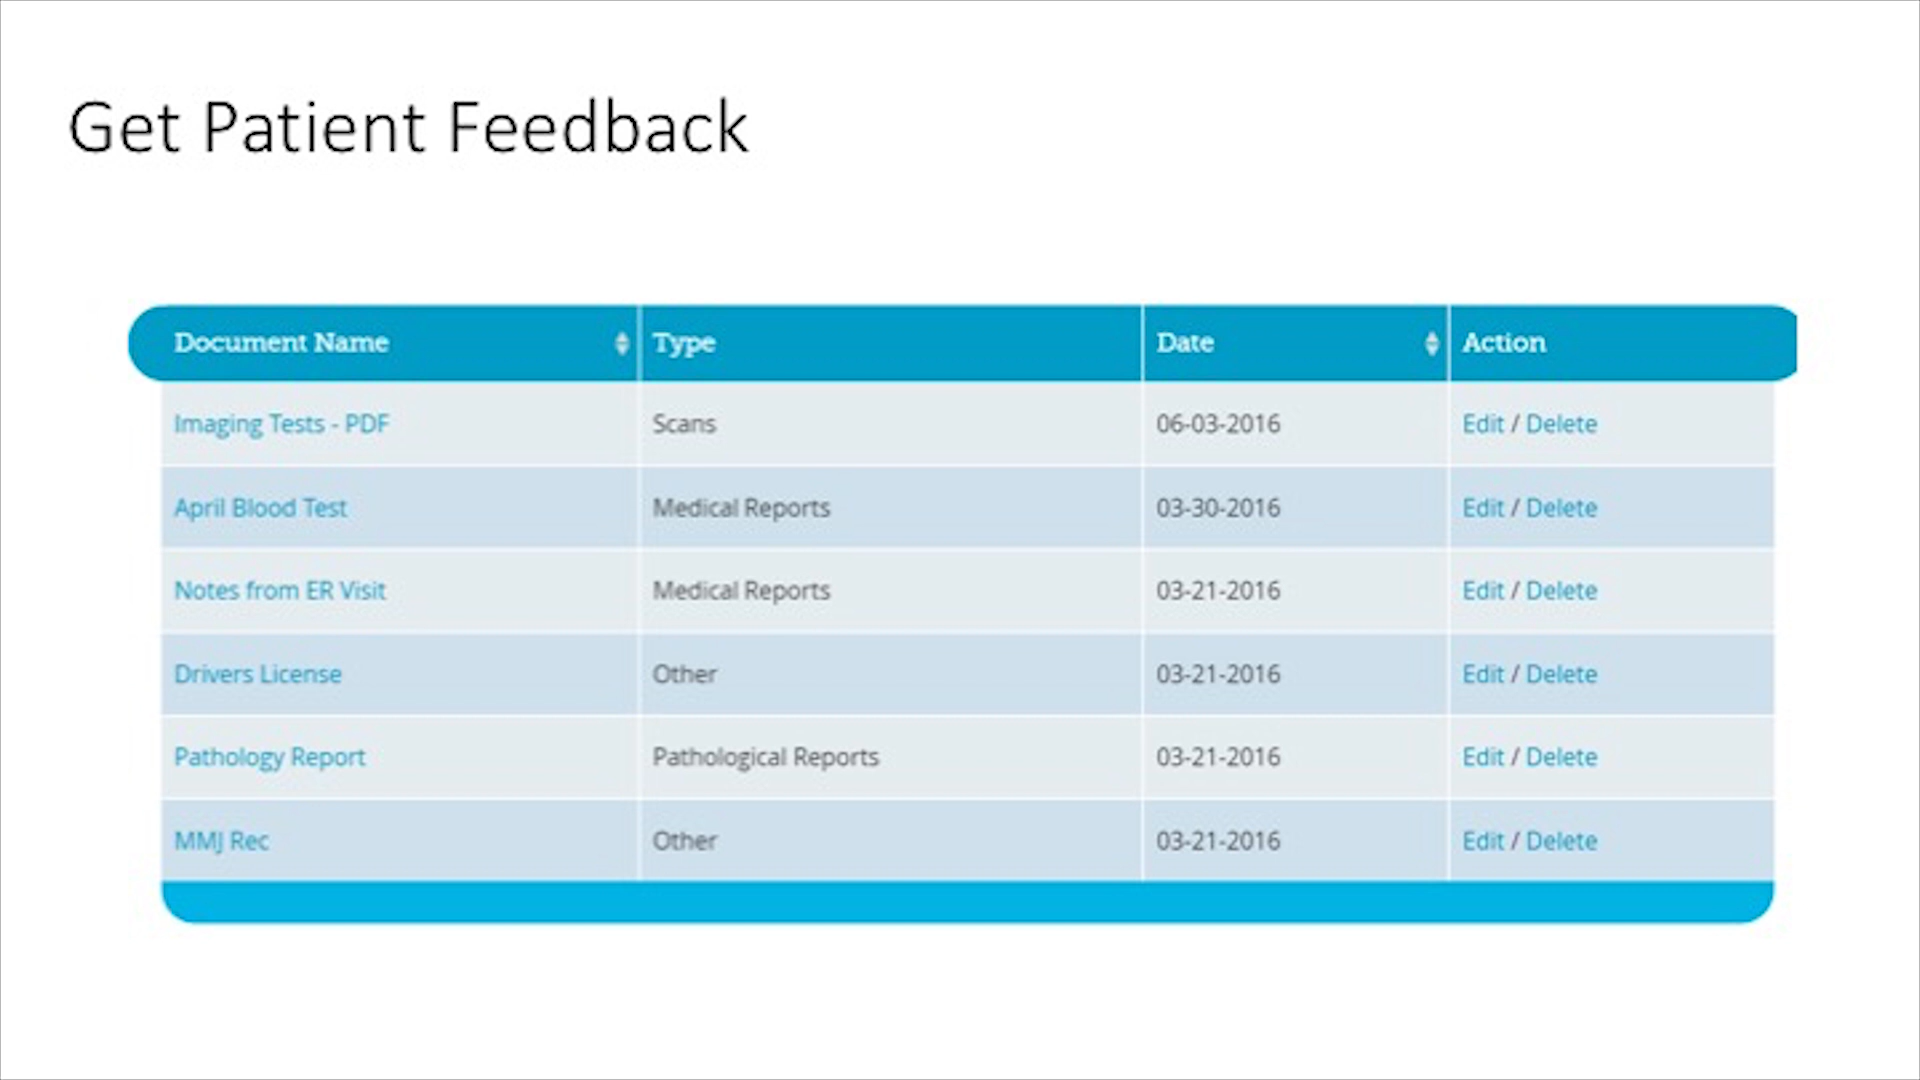 Get Patient Feedback
Document Name Type Date Action
Imaging Tests - PDF Scans 06-03-2016 Edit / Delete
April Blood Test Medical Reports 03-30-2016 Edit / Delete
Notes from ER Visit Medical Reports 03-21-2016 Edit / Delete
Drivers License Other 03-21-2016 Edit / Delete
Pathology Report Pathological Reports 03-21-2016 Edit / Delete
MMJ Rec Other 03-21-2016 Edit / Delete